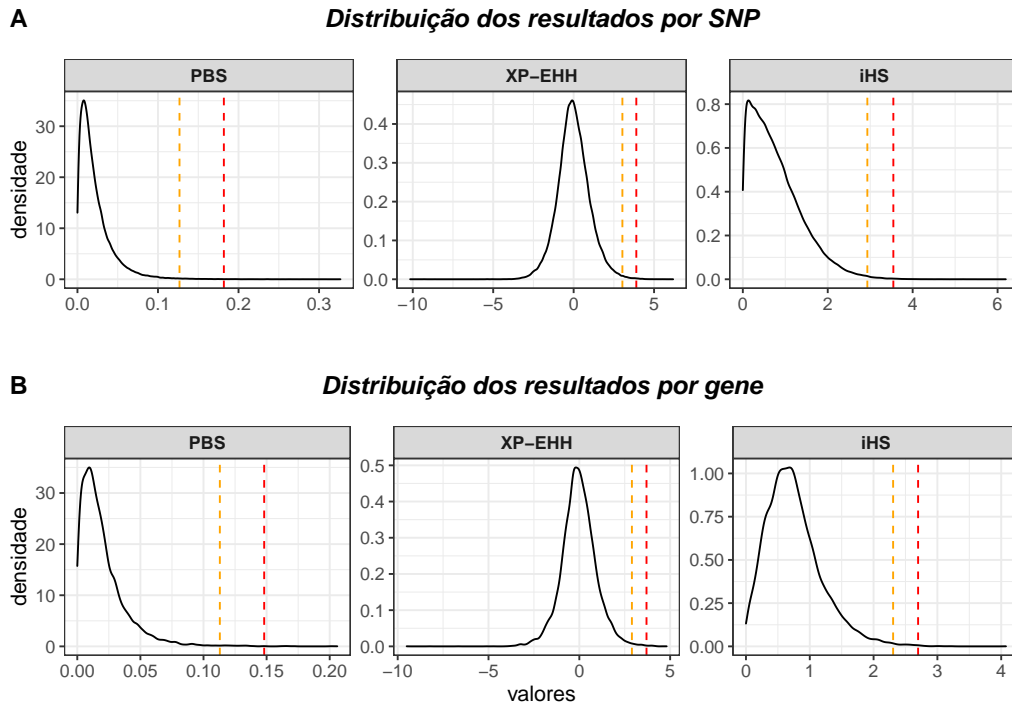 A
Distribuição dos resultados por SNP
PBS
XP−EHH
iHS
densidade
30
20
10
0
0.0 0.1 0.2 0.3
0.4
0.3
0.2
0.1
0.0
−10 −5 0 5
0.8
0.6
0.4
0.2
0.0
0 2 4 6
B
Distribuição dos resultados por gene
PBS
XP−EHH
iHS
densidade
30
20
10
0
0.00 0.05 0.10 0.15 0.20
0.5
0.4
0.3
0.2
0.1
0.0
−10 −5 0 5
1.00
0.75
0.50
0.25
0.00
0 1 2 3 4
valores